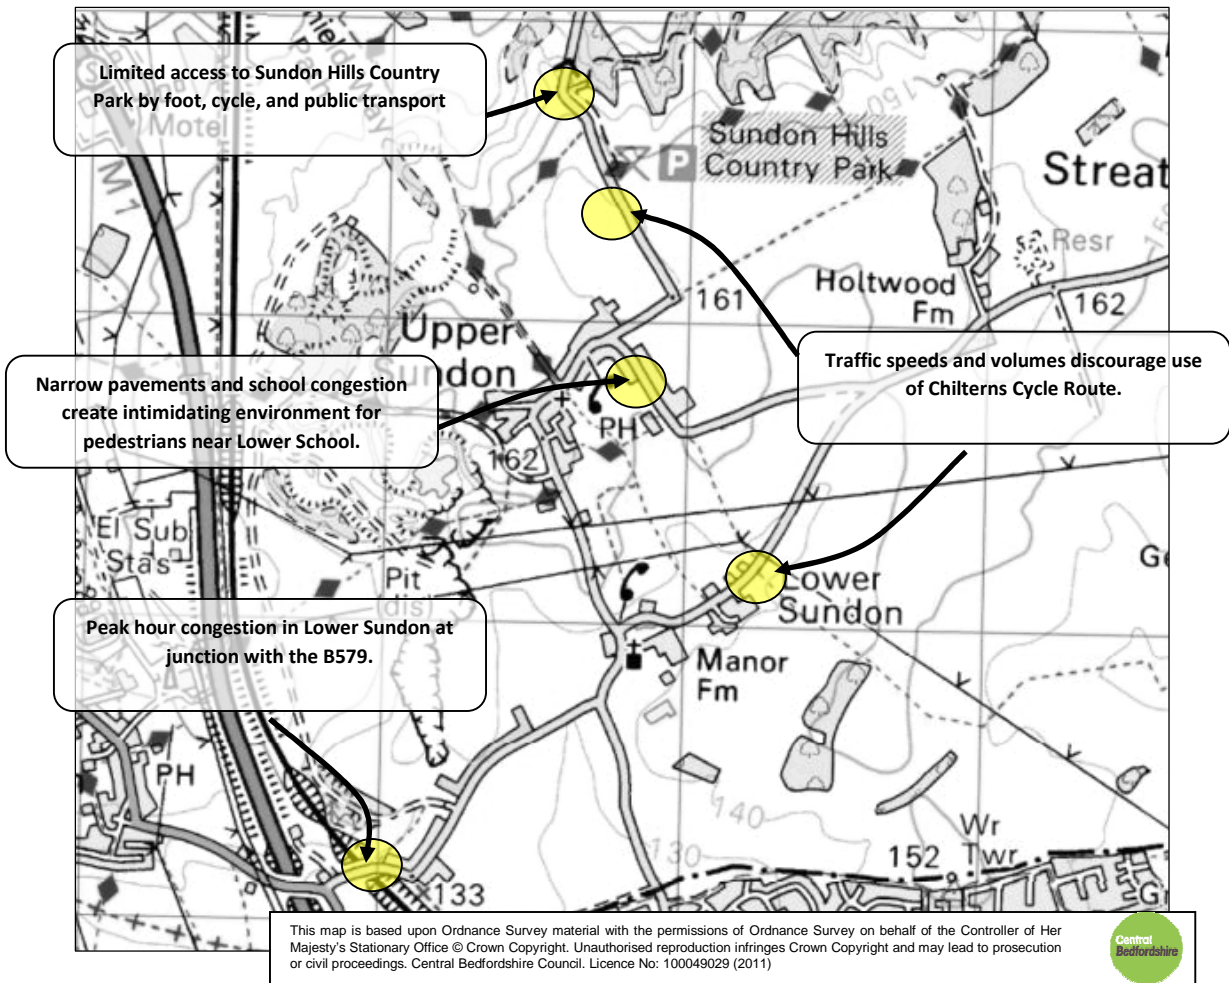 Limited access to Sundon Hills Country
Park by foot, cycle, and public transport
Motel
M1
Sundon Hills
Country Park
P
Streat
Resr
161
Holtwood
Fm
162
150
Upper
Sundon
Traffic speeds and volumes discourage use
of Chilterns Cycle Route.
Narrow pavements and school congestion
create intimidating environment for
pedestrians near Lower School.
PH
162
El Sub
Sta's
Pit
(dis)
Lower
Sundon
Ge
Peak hour congestion in Lower Sundon at
junction with the B579.
Manor
Fm
PH
140
130
133
152
Wr
Twr
Gr
This map is based upon Ordnance Survey material with the permissions of Ordnance Survey on behalf of the Controller of Her
Majesty's Stationary Office © Crown Copyright. Unauthorised reproduction infringes Crown Copyright and may lead to prosecution
or civil proceedings. Central Bedfordshire Council. Licence No: 100049029 (2011)
Central
Bedfordshire